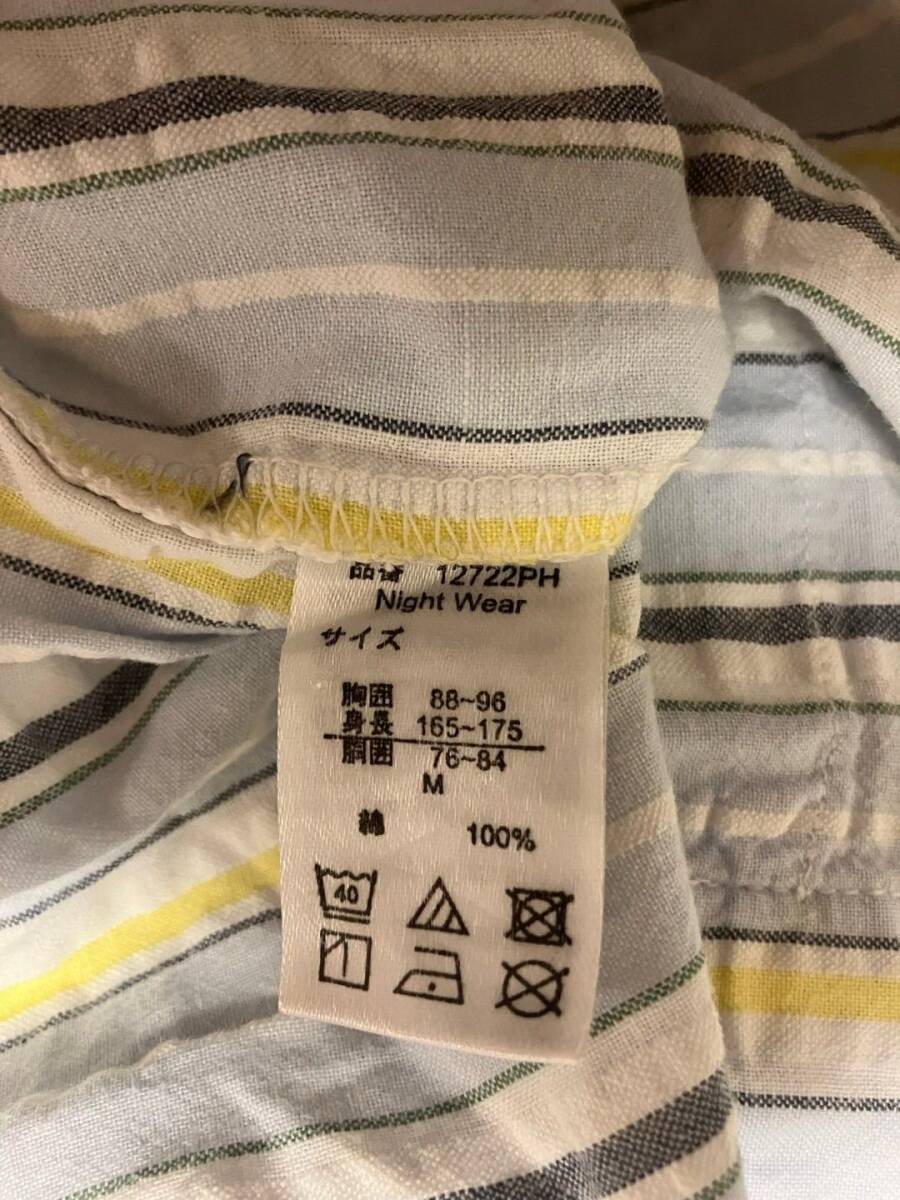 品番 12722PH
Night Wear
サイズ
胸囲 88~96
身長 165~175
胴囲 76~84
M
綿 100%
40